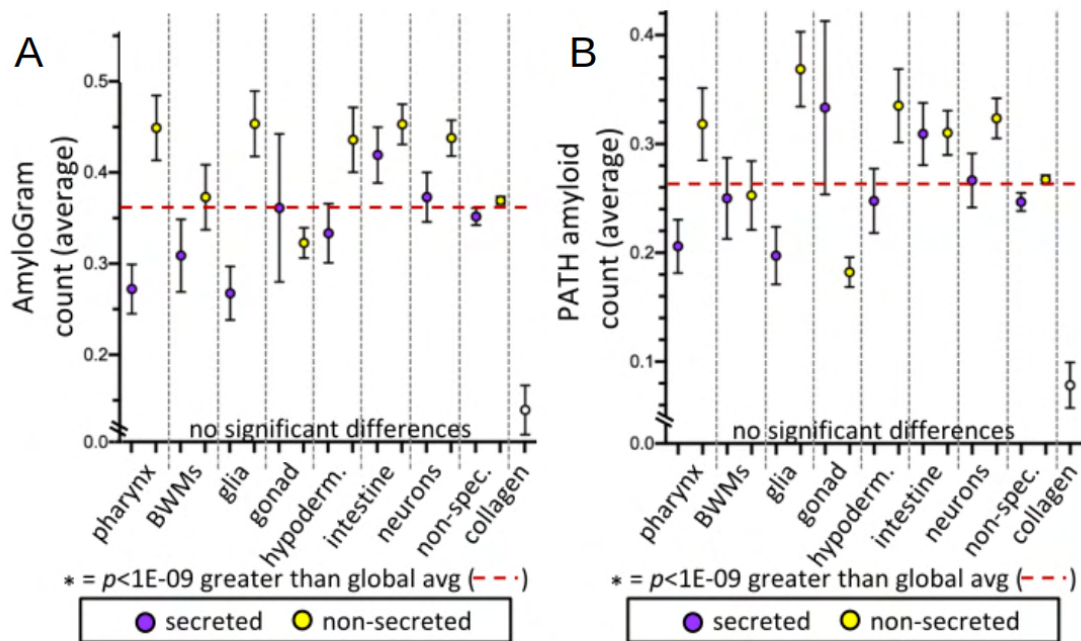 A
AmyloGram
count (average)
0.5
0.4
0.3
0.2
0.0
no significant differences
pharynx
BWMs
glia
gonad
hypoderm.
intestine
neurons
non-spec.
collagen
* = p<1E-09 greater than global avg (---)
secreted
non-secreted
B
PATH amyloid
count (average)
0.4
0.3
0.2
0.1
0.0
no significant differences
pharynx
BWMs
glia
gonad
hypoderm.
intestine
neurons
non-spec.
collagen
* = p<1E-09 greater than global avg (---)
secreted
non-secreted